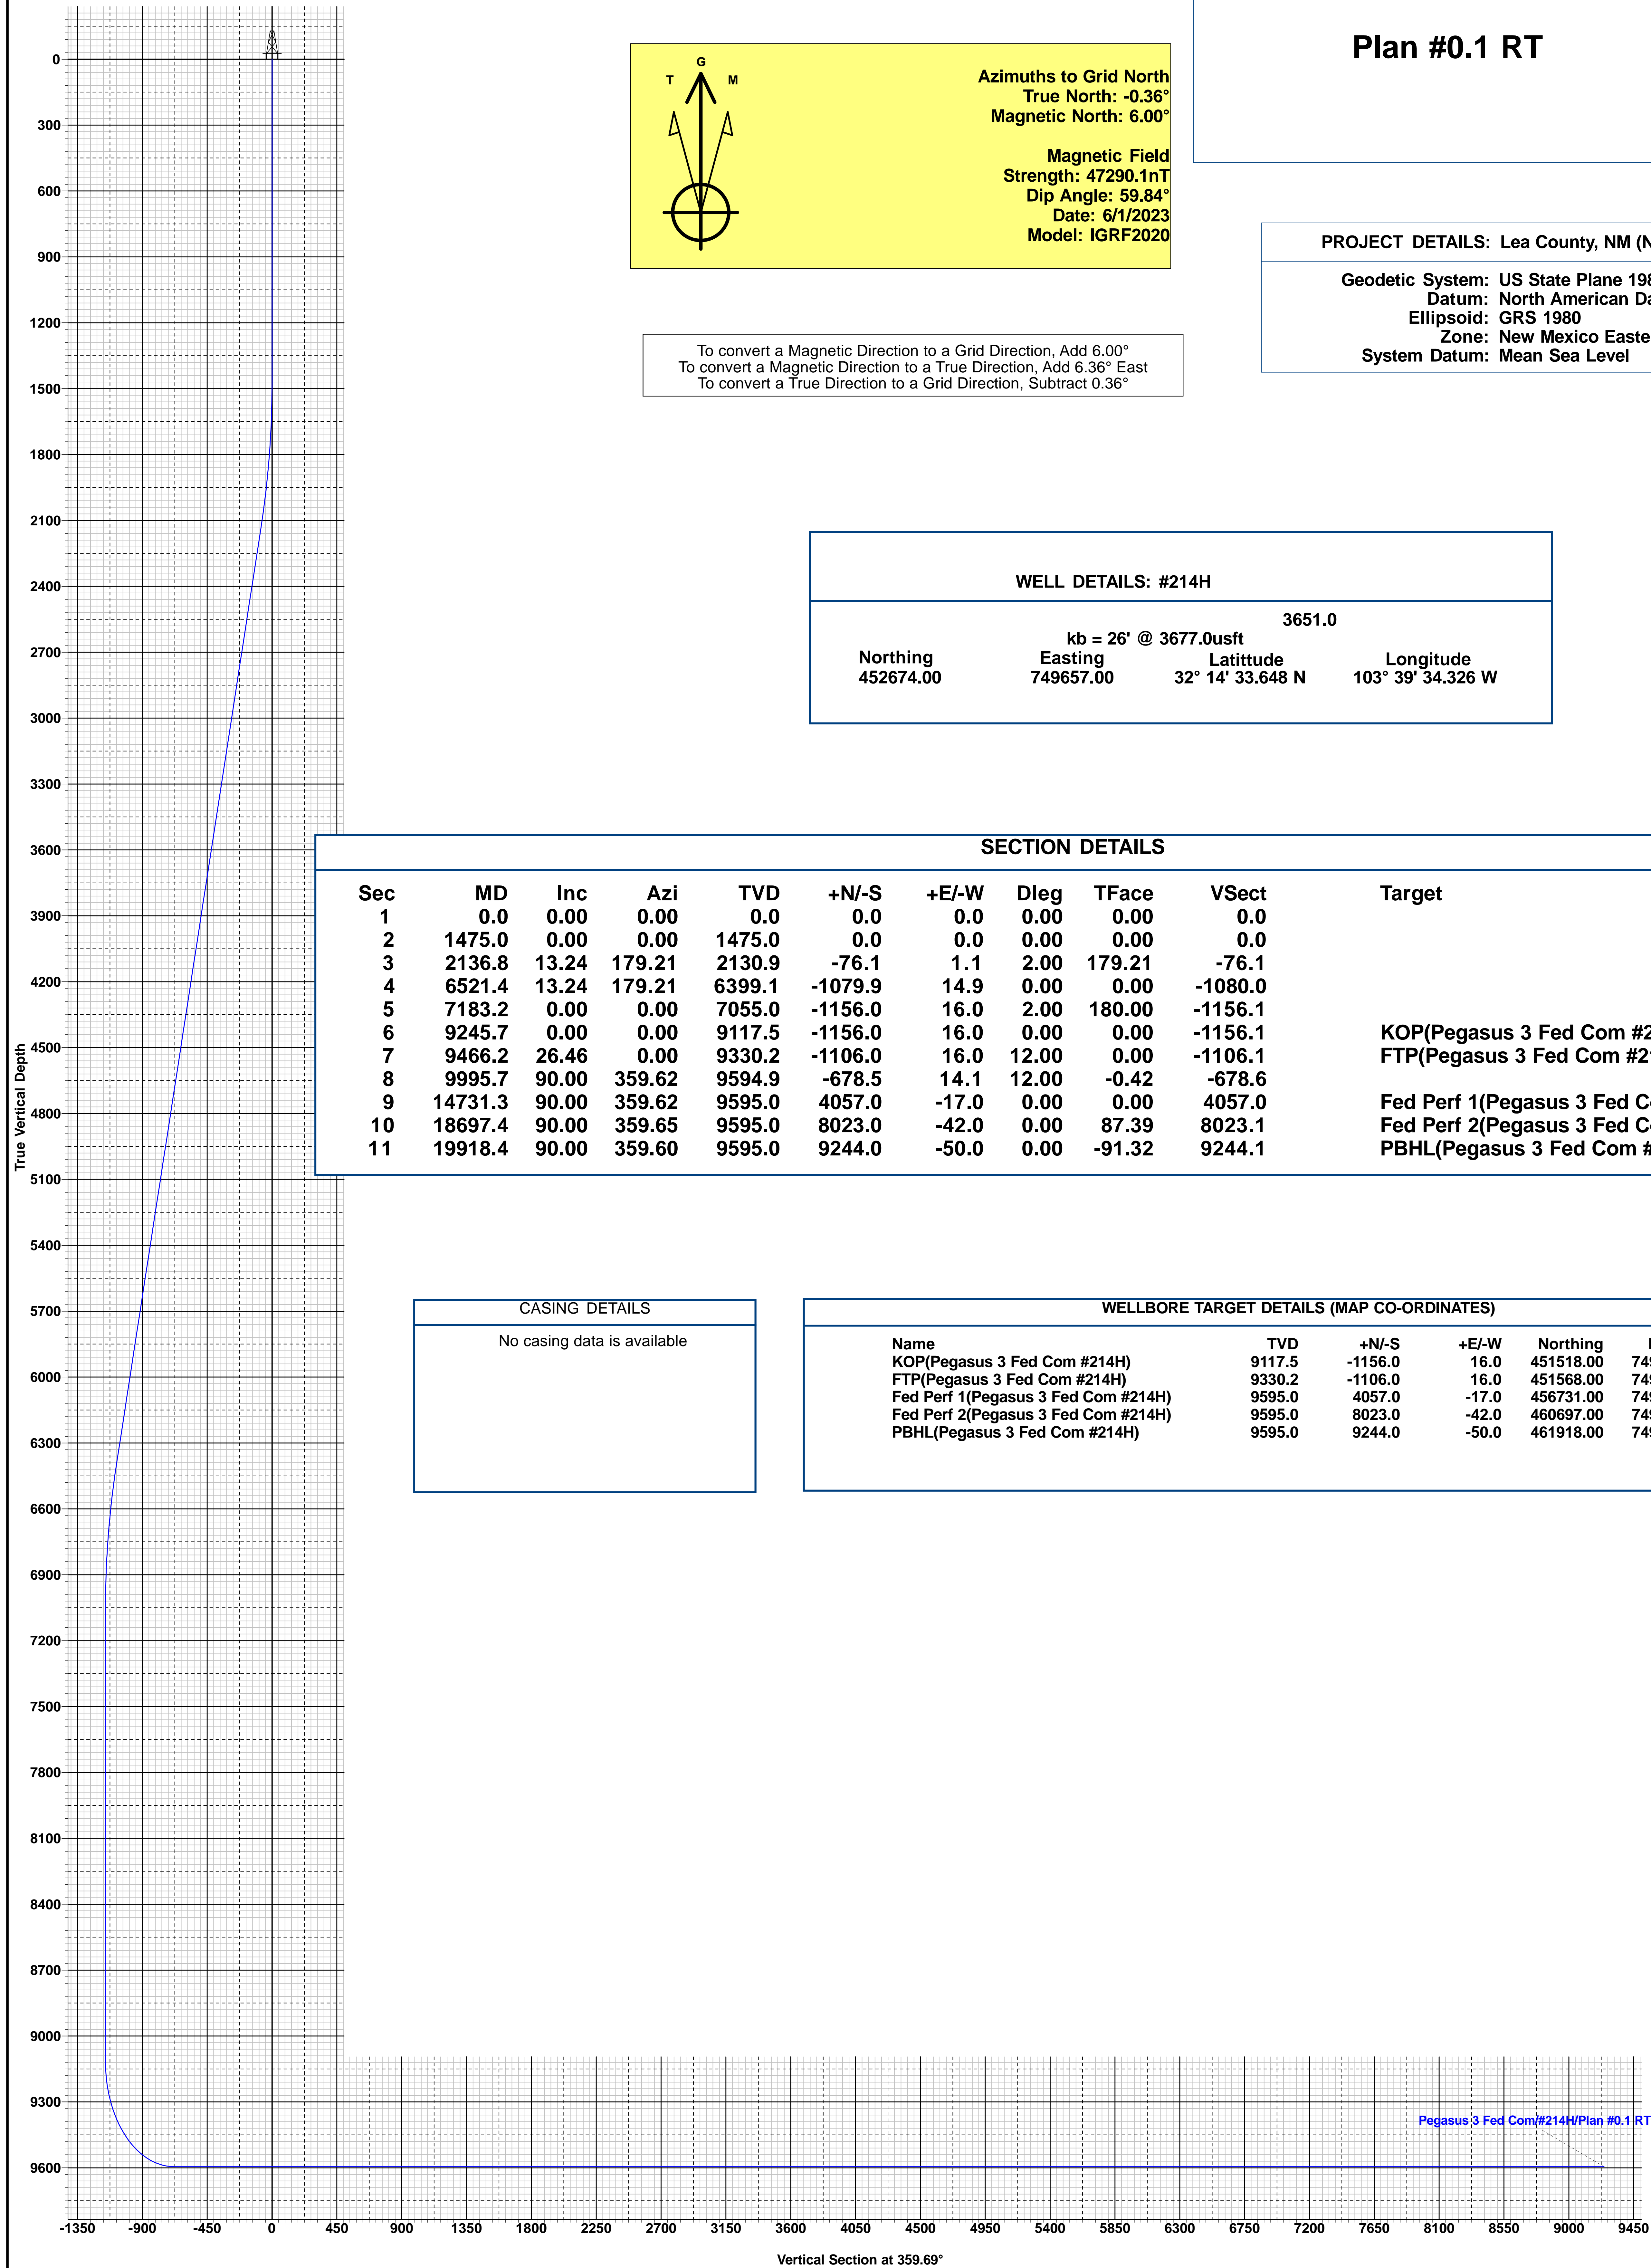 Plan #0.1 RT
G
T M
Azimuths to Grid North
True North: -0.36°
Magnetic North: 6.00°
Magnetic Field
Strength: 47290.1nT
Dip Angle: 59.84°
Date: 6/1/2023
Model: IGRF2020
PROJECT DETAILS: Lea County, NM (N
Geodetic System: US State Plane 198
Datum: North American Da
Ellipsoid: GRS 1980
Zone: New Mexico Easte
System Datum: Mean Sea Level
To convert a Magnetic Direction to a Grid Direction, Add 6.00°
To convert a Magnetic Direction to a True Direction, Add 6.36° East
To convert a True Direction to a Grid Direction, Subtract 0.36°
WELL DETAILS: #214H
3651.0
kb = 26' @ 3677.0usft
Northing Easting Latittude Longitude
452674.00 749657.00 32° 14' 33.648 N 103° 39' 34.326 W
SECTION DETAILS
Sec MD Inc Azi TVD +N/-S +E/-W Dleg TFace VSect Target
1 0.0 0.00 0.00 0.0 0.0 0.0 0.00 0.00 0.0
2 1475.0 0.00 0.00 1475.0 0.0 0.0 0.00 0.00 0.0
3 2136.8 13.24 179.21 2130.9 -76.1 1.1 2.00 179.21 -76.1
4 6521.4 13.24 179.21 6399.1 -1079.9 14.9 0.00 0.00 -1080.0
5 7183.2 0.00 0.00 7055.0 -1156.0 16.0 2.00 180.00 -1156.1
6 9245.7 0.00 0.00 9117.5 -1156.0 16.0 0.00 0.00 -1156.1 KOP(Pegasus 3 Fed Com #2
7 9466.2 26.46 0.00 9330.2 -1106.0 16.0 12.00 0.00 -1106.1 FTP(Pegasus 3 Fed Com #2
8 9995.7 90.00 359.62 9594.9 -678.5 14.1 12.00 -0.42 -678.6
9 14731.3 90.00 359.62 9595.0 4057.0 -17.0 0.00 0.00 4057.0 Fed Perf 1(Pegasus 3 Fed C
10 18697.4 90.00 359.65 9595.0 8023.0 -42.0 0.00 87.39 8023.1 Fed Perf 2(Pegasus 3 Fed C
11 19918.4 90.00 359.60 9595.0 9244.0 -50.0 0.00 -91.32 9244.1 PBHL(Pegasus 3 Fed Com #
CASING DETAILS
No casing data is available
WELLBORE TARGET DETAILS (MAP CO-ORDINATES)
Name TVD +N/-S +E/-W Northing
KOP(Pegasus 3 Fed Com #214H) 9117.5 -1156.0 16.0 451518.00 749
FTP(Pegasus 3 Fed Com #214H) 9330.2 -1106.0 16.0 451568.00 749
Fed Perf 1(Pegasus 3 Fed Com #214H) 9595.0 4057.0 -17.0 456731.00 749
Fed Perf 2(Pegasus 3 Fed Com #214H) 9595.0 8023.0 -42.0 460697.00 749
PBHL(Pegasus 3 Fed Com #214H) 9595.0 9244.0 -50.0 461918.00 749
0
300
600
900
1200
1500
1800
2100
2400
2700
3000
3300
3600
3900
4200
4500
4800
5100
5400
5700
6000
6300
6600
6900
7200
7500
7800
8100
8400
8700
9000
9300
9600
True Vertical Depth
Pegasus 3 Fed Com/#214H/Plan #0.1 RT
-1350 -900 -450 0 450 900 1350 1800 2250 2700 3150 3600 4050 4500 4950 5400 5850 6300 6750 7200 7650 8100 8550 9000 9450
Vertical Section at 359.69°